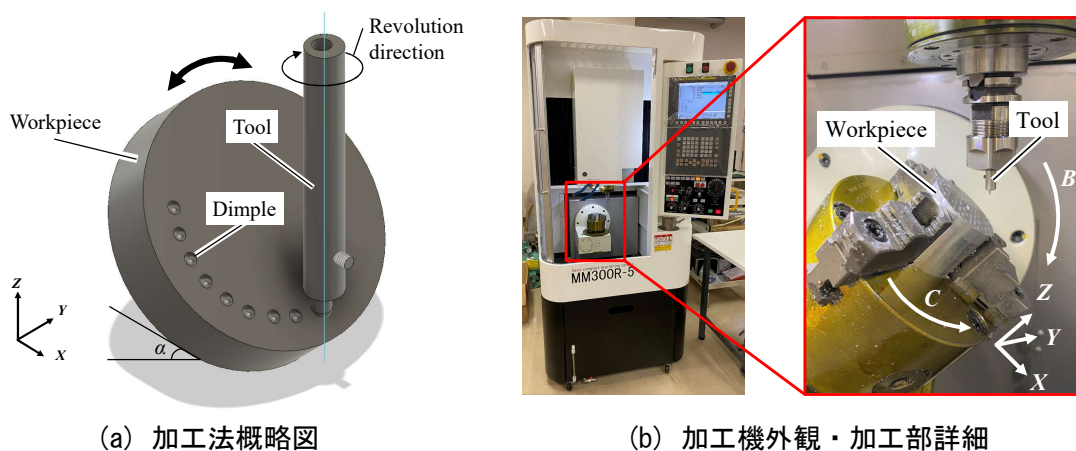 Revolution
direction
Workpiece
Tool
Dimple
Z
Y
X
α
(a) 加工法概略図
MM300R-5
Workpiece
Tool
B
C
Z
Y
X
(b) 加工機外観・加工部詳細